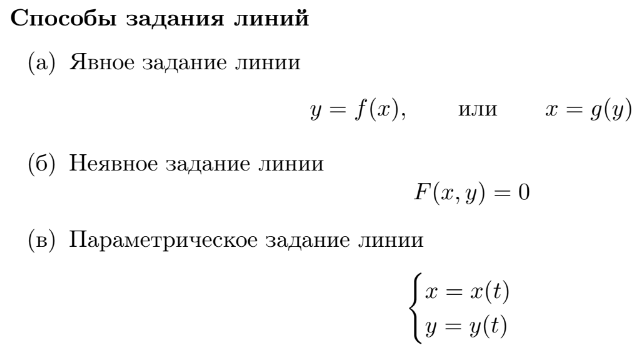 Способы задания линий
(а) Явное задание линии
y = f(x), или x = g(y)
(б) Неявное задание линии
F(x, y) = 0
(в) Параметрическое задание линии
x = x(t)
y = y(t)